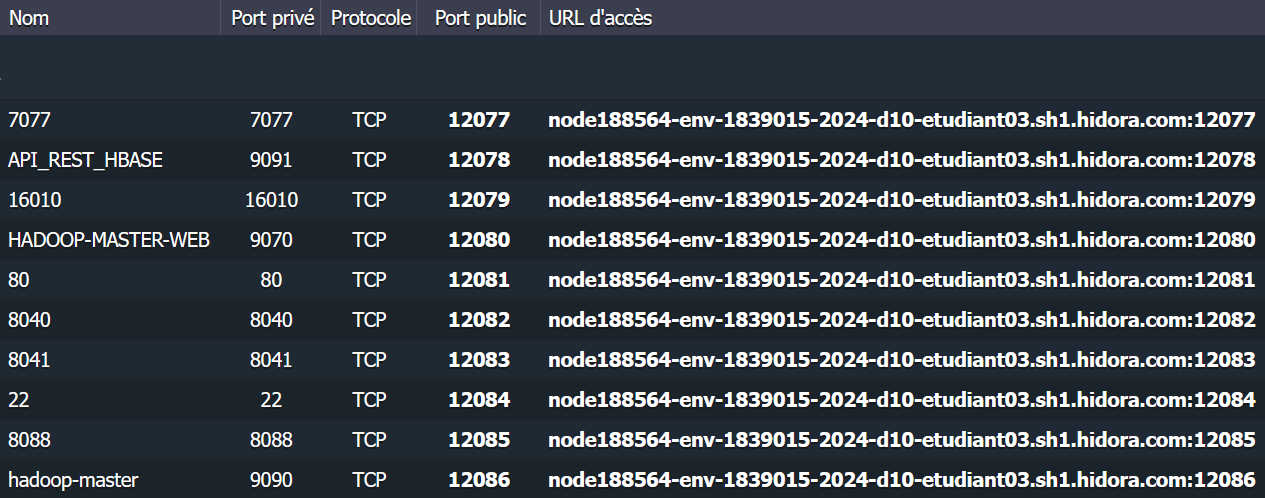 Nom Port privé Protocole Port public URL d'accès
7077 7077 TCP 12077 node188564-env-1839015-2024-d10-etudiant03.sh1.hidora.com:12077
API_REST_HBASE 9091 TCP 12078 node188564-env-1839015-2024-d10-etudiant03.sh1.hidora.com:12078
16010 16010 TCP 12079 node188564-env-1839015-2024-d10-etudiant03.sh1.hidora.com:12079
HADOOP-MASTER-WEB 9070 TCP 12080 node188564-env-1839015-2024-d10-etudiant03.sh1.hidora.com:12080
80 80 TCP 12081 node188564-env-1839015-2024-d10-etudiant03.sh1.hidora.com:12081
8040 8040 TCP 12082 node188564-env-1839015-2024-d10-etudiant03.sh1.hidora.com:12082
8041 8041 TCP 12083 node188564-env-1839015-2024-d10-etudiant03.sh1.hidora.com:12083
22 22 TCP 12084 node188564-env-1839015-2024-d10-etudiant03.sh1.hidora.com:12084
8088 8088 TCP 12085 node188564-env-1839015-2024-d10-etudiant03.sh1.hidora.com:12085
hadoop-master 9090 TCP 12086 node188564-env-1839015-2024-d10-etudiant03.sh1.hidora.com:12086